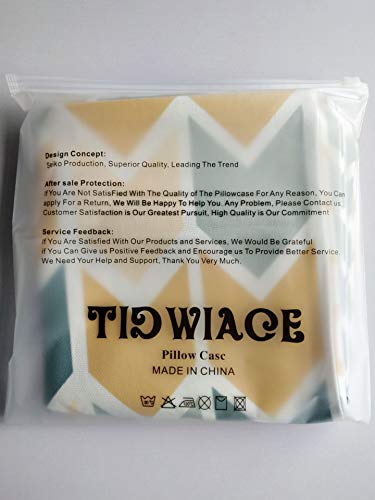 Design Concept:
Seiko Production, Superior Quality, Leading The Trend
After sale Protection:
If You Are Not SatisFied With The Quality of The Pillowcase For Any Reason, You Can
apply For a Return, We Will Be Happy To Help You. Any Problem, Please Contact us.
Customer Satisfaction is Our Greatest Pursuit, High Quality is Our Commitment
Service Feedback:
If You Are Satisfied With Our Products and Services, We Would Be Grateful
if You Can Give us Positive Feedback and Encourage us To Provide Better Service.
We Need Your Help and Support, Thank You Very Much.
TIDWIACE
Pillow Case
MADE IN CHINA